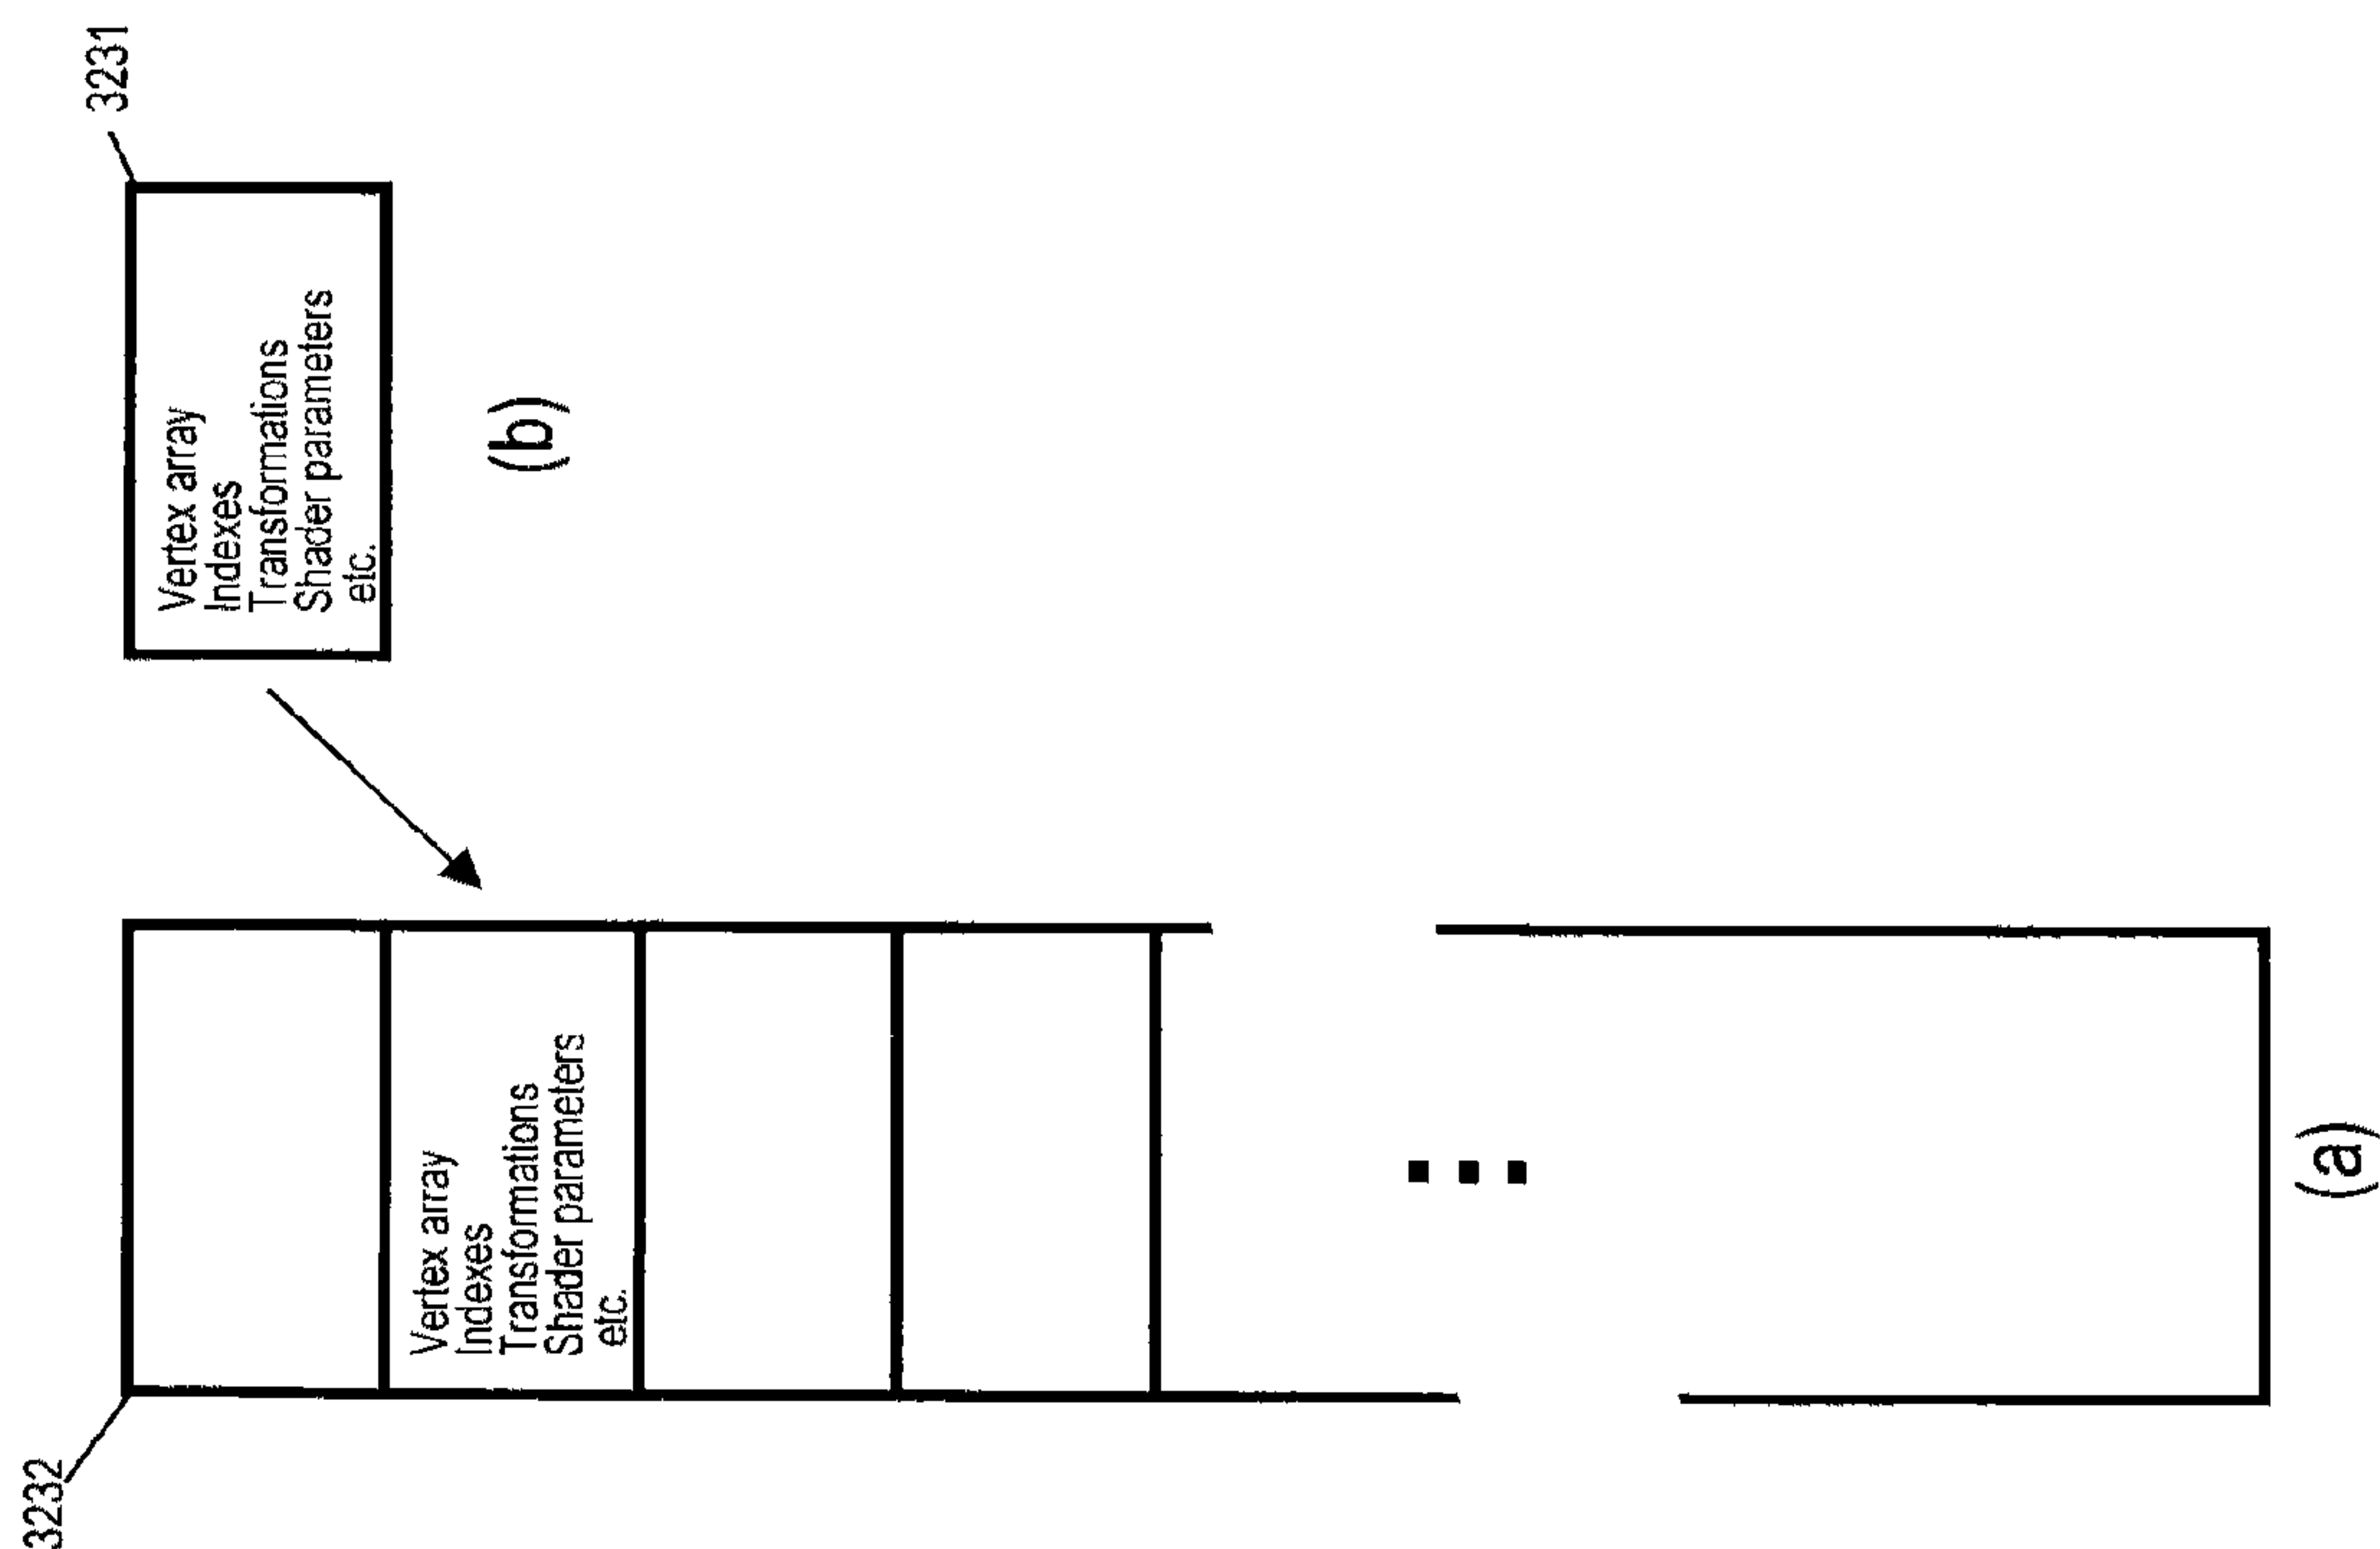 3232
Vertex array
Indexes
Transformations
Shader parameters
etc.
(a)
3231
Vertex array
Indexes
Transformations
Shader parameters
etc.
(b)